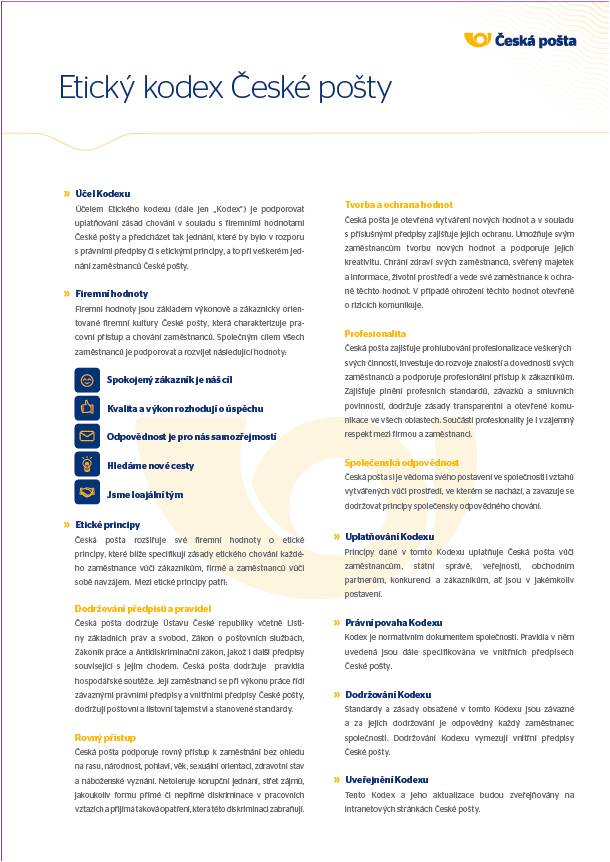 Česká pošta
Etický kodex České pošty
» Účel Kodexu
Účelem Etického kodexu (dále jen „Kodex“) je podporovat
uplatňování zásad chování v souladu s firemními hodnotami
České pošty a předcházet tak jednání, které by bylo v rozporu
s právními předpisy či s etickými principy, a to při veškerém jed-
nání zaměstnanců České pošty.
» Firemní hodnoty
Firemní hodnoty jsou základem výkonové a zákaznicky orien-
tované firemní kultury České pošty, která charakterizuje pra-
covní přístup a chování zaměstnanců. Společným cílem všech
zaměstnanců je podporovat a rozvíjet následující hodnoty:
Spokojený zákazník je náš cíl
Kvalita a výkon rozhodují o úspěchu
Odpovědnost je pro nás samozřejmostí
Hledáme nové cesty
Jsme loajální tým
» Etické principy
Česká pošta rozšiřuje své firemní hodnoty o etické
principy, které blíže specifikují zásady etického chování každé-
ho zaměstnance vůči zákazníkům, firmě a zaměstnanců vůči
sobě navzájem. Mezi etické principy patří:
Dodržování předpisů a pravidel
Česká pošta dodržuje Ústavu České republiky včetně Listi-
ny základních práv a svobod, Zákon o poštovních službách,
Zákoník práce a Antidiskriminační zákon, jakož i další předpisy
související s jejím chodem. Česká pošta dodržuje pravidla
hospodářské soutěže. Její zaměstnanci se při výkonu práce řídí
závaznými právními předpisy a vnitřními předpisy České pošty,
dodržují poštovní a listovní tajemství a stanovené standardy.
Rovný přístup
Česká pošta podporuje rovný přístup k zaměstnání bez ohledu
na rasu, národnost, pohlaví, věk, sexuální orientaci, zdravotní stav
a náboženské vyznání. Netoleruje korupční jednání, střet zájmů,
jakoukoliv formu přímé či nepřímé diskriminace v pracovních
vztazích a přijímá taková opatření, která této diskriminaci zabraňují.
Tvorba a ochrana hodnot
Česká pošta je otevřená vytváření nových hodnot a v souladu
s příslušnými předpisy zajišťuje jejich ochranu. Umožňuje svým
zaměstnancům tvorbu nových hodnot a podporuje jejich
kreativitu. Chrání zdraví svých zaměstnanců, svěřený majetek
a informace, životní prostředí a vede své zaměstnance k ochra-
ně těchto hodnot. V případě ohrožení těchto hodnot otevřeně
o rizicích komunikuje.
Profesionalita
Česká pošta zajišťuje prohlubování profesionalizace veškerých
svých činností, investuje do rozvoje znalostí a dovedností svých
zaměstnanců a podporuje profesionální přístup k zákazníkům.
Zajišťuje plnění profesních standardů, závazků a smluvních
povinností, dodržuje zásady transparentní a otevřené komu-
nikace ve všech oblastech. Součástí profesionality je i vzájemný
respekt mezi firmou a zaměstnanci.
Společenská odpovědnost
Česká pošta si je vědoma svého postavení ve společnosti i vztahů
vytvářených vůči prostředí, ve kterém se nachází, a zavazuje se
dodržovat principy společensky odpovědného chování.
» Uplatňování Kodexu
Principy dané v tomto Kodexu uplatňuje Česká pošta vůči
zaměstnancům, státní správě, veřejnosti, obchodním
partnerům, konkurenci a zákazníkům, ať jsou v jakémkoliv
postavení.
» Právní povaha Kodexu
Kodex je normativním dokumentem společnosti. Pravidla v něm
uvedená jsou dále specifikována ve vnitřních předpisech
České pošty.
» Dodržování Kodexu
Standardy a zásady obsažené v tomto Kodexu jsou závazné
a za jejich dodržování je odpovědný každý zaměstnanec
společnosti. Dodržování Kodexu vymezují vnitřní předpisy
České pošty.
» Uveřejnění Kodexu
Tento Kodex a jeho aktualizace budou zveřejňovány na
intranetových stránkách České pošty.